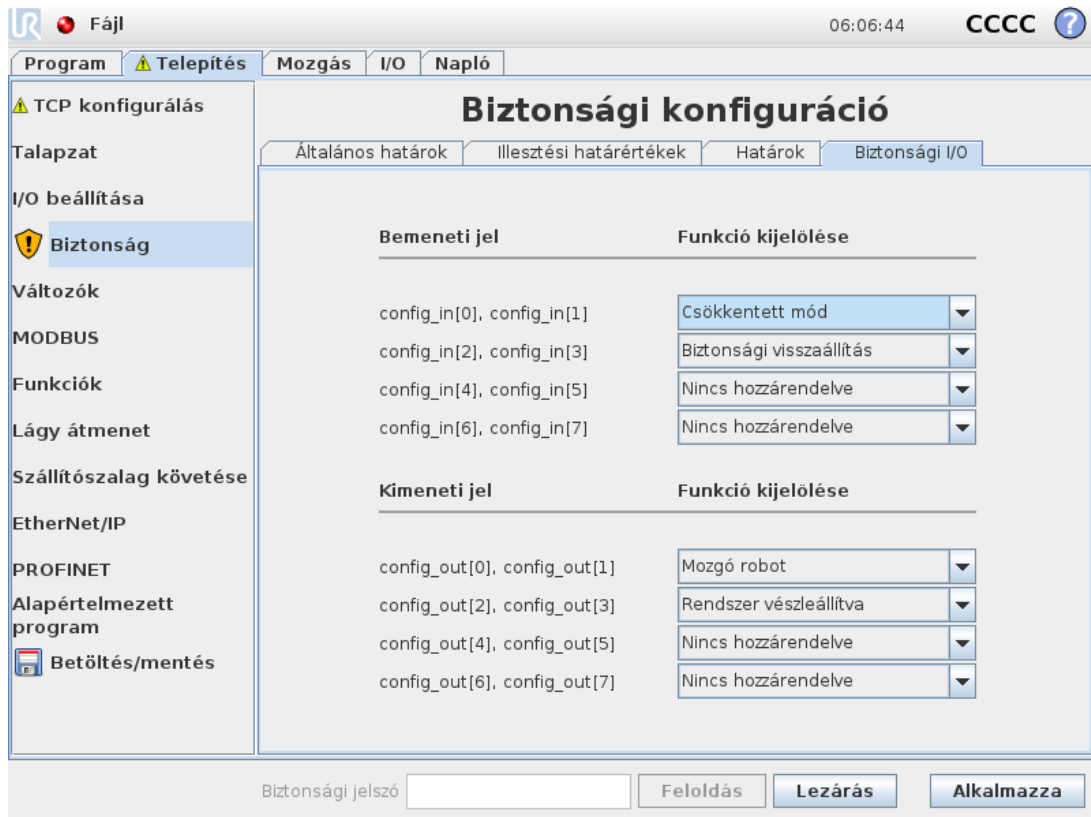 Fájl
06:06:44
CCCC
?
Program
Telepítés
Mozgás
I/O
Napló
TCP konfigurálás
Talapzat
I/O beállítása
Biztonság
Változók
MODBUS
Funkciók
Lágy átmenet
Szállítószalag követése
EtherNet/IP
PROFINET
Alapértelmezett
program
Betöltés/mentés
Biztonsági konfiguráció
Általános határok
Illesztési határértékek
Határok
Biztonsági I/O
Bemeneti jel Funkció kijelölése
config_in[0], config_in[1] Csökkentett mód
config_in[2], config_in[3] Biztonsági visszaállítás
config_in[4], config_in[5] Nincs hozzárendelve
config_in[6], config_in[7] Nincs hozzárendelve
Kimeneti jel Funkció kijelölése
config_out[0], config_out[1] Mozgó robot
config_out[2], config_out[3] Rendszer vészleállítva
config_out[4], config_out[5] Nincs hozzárendelve
config_out[6], config_out[7] Nincs hozzárendelve
Biztonsági jelszó
Feloldás
Lezárás
Alkalmazza